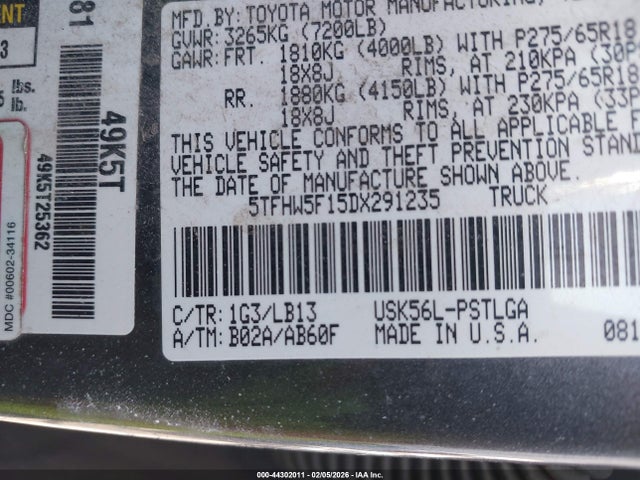 MFD. BY: TOYOTA MOTOR MANUFACTURING,
GVWR: 3265KG (7200LB)
GAWR: FRT. 1810KG (4000LB) WITH P275/65R18
18X8J RIMS, AT 210KPA (30P
RR. 1880KG (4150LB) WITH P275/65R18
18X8J RIMS, AT 230KPA (33P
THIS VEHICLE CONFORMS TO ALL APPLICABLE F
VEHICLE SAFETY AND THEFT PREVENTION STAND
THE DATE OF MANUFACTURE SHOWN ABOVE.
5TFHW5F15DX291235 TRUCK
C/TR: 1G3/LB13 USK56L-PSTLGA
A/TM: B02A/AB60F MADE IN U.S.A. 081
ENT
3
lbs.
lb.
81
49K5T
49K5T25362
MDC #00602-34116
000-44302011 - 02/05/2026 - IAA Inc.